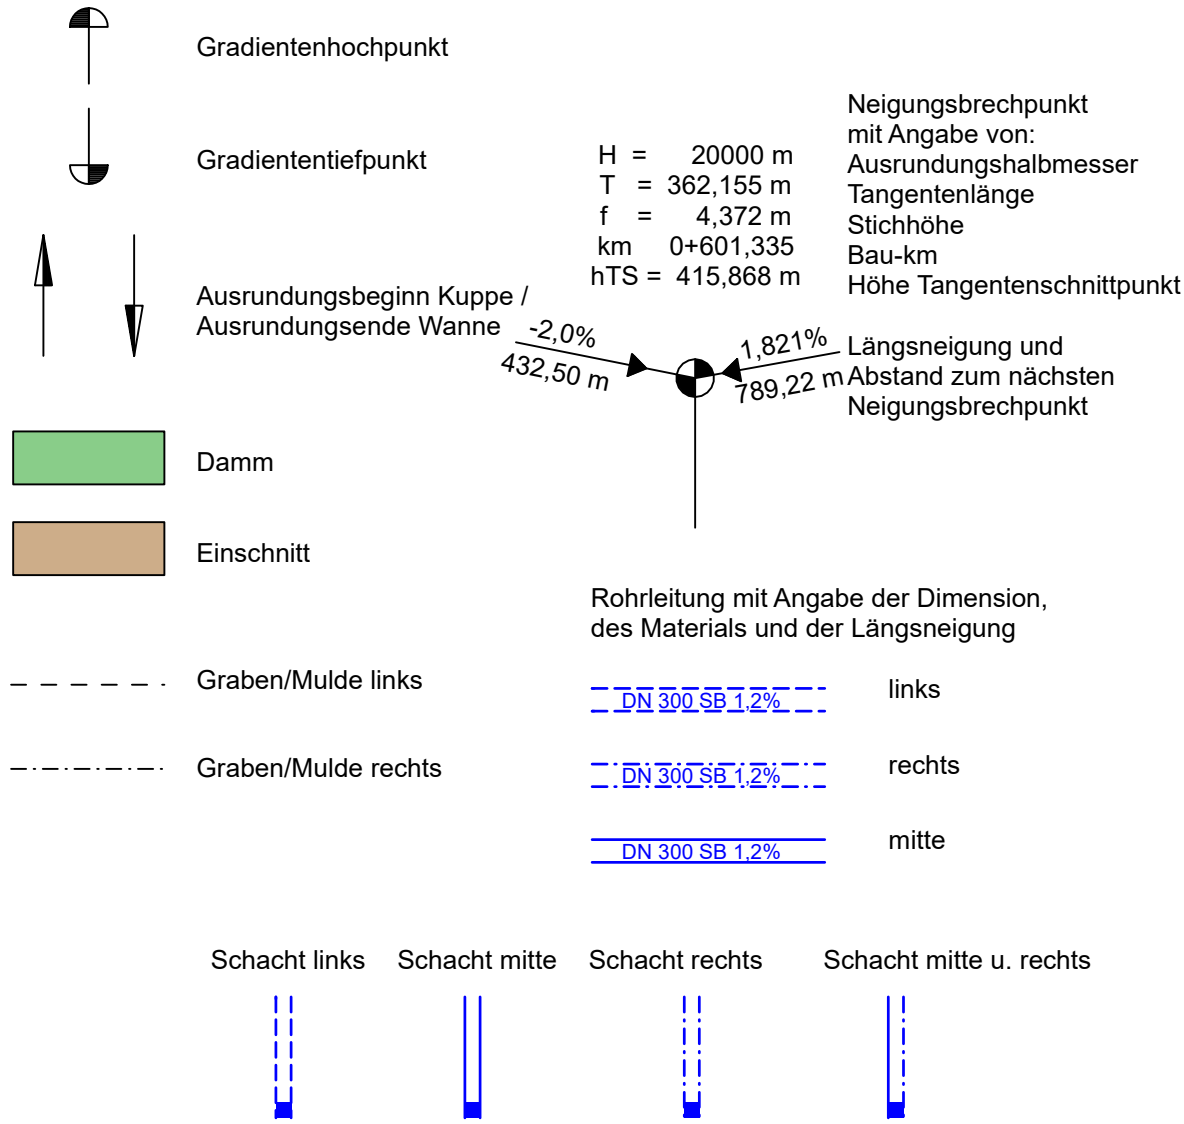 Gradientenhochpunkt
Gradiententiefpunkt
Ausrundungsbeginn Kuppe /
Ausrundungsende Wanne
Damm
Einschnitt
Graben/Mulde links
Graben/Mulde rechts
H = 20000 m
T = 362,155 m
f = 4,372 m
km 0+601,335
hTS = 415,868 m
Neigungsbrechpunkt
mit Angabe von:
Ausrundungshalbmesser
Tangentenlänge
Stichhöhe
Bau-km
Höhe Tangentenschnittpunkt
-2,0%
432,50 m
1,821%
789,22 m
Längsneigung und
Abstand zum nächsten
Neigungsbrechpunkt
Rohrleitung mit Angabe der Dimension,
des Materials und der Längsneigung
DN 300 SB 1,2%
links
DN 300 SB 1,2%
rechts
DN 300 SB 1,2%
mitte
Schacht links
Schacht mitte
Schacht rechts
Schacht mitte u. rechts